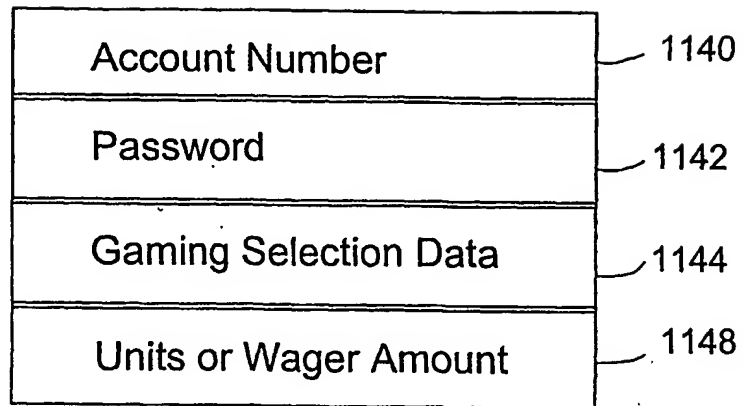 Account Number 1140
Password 1142
Gaming Selection Data 1144
Units or Wager Amount 1148